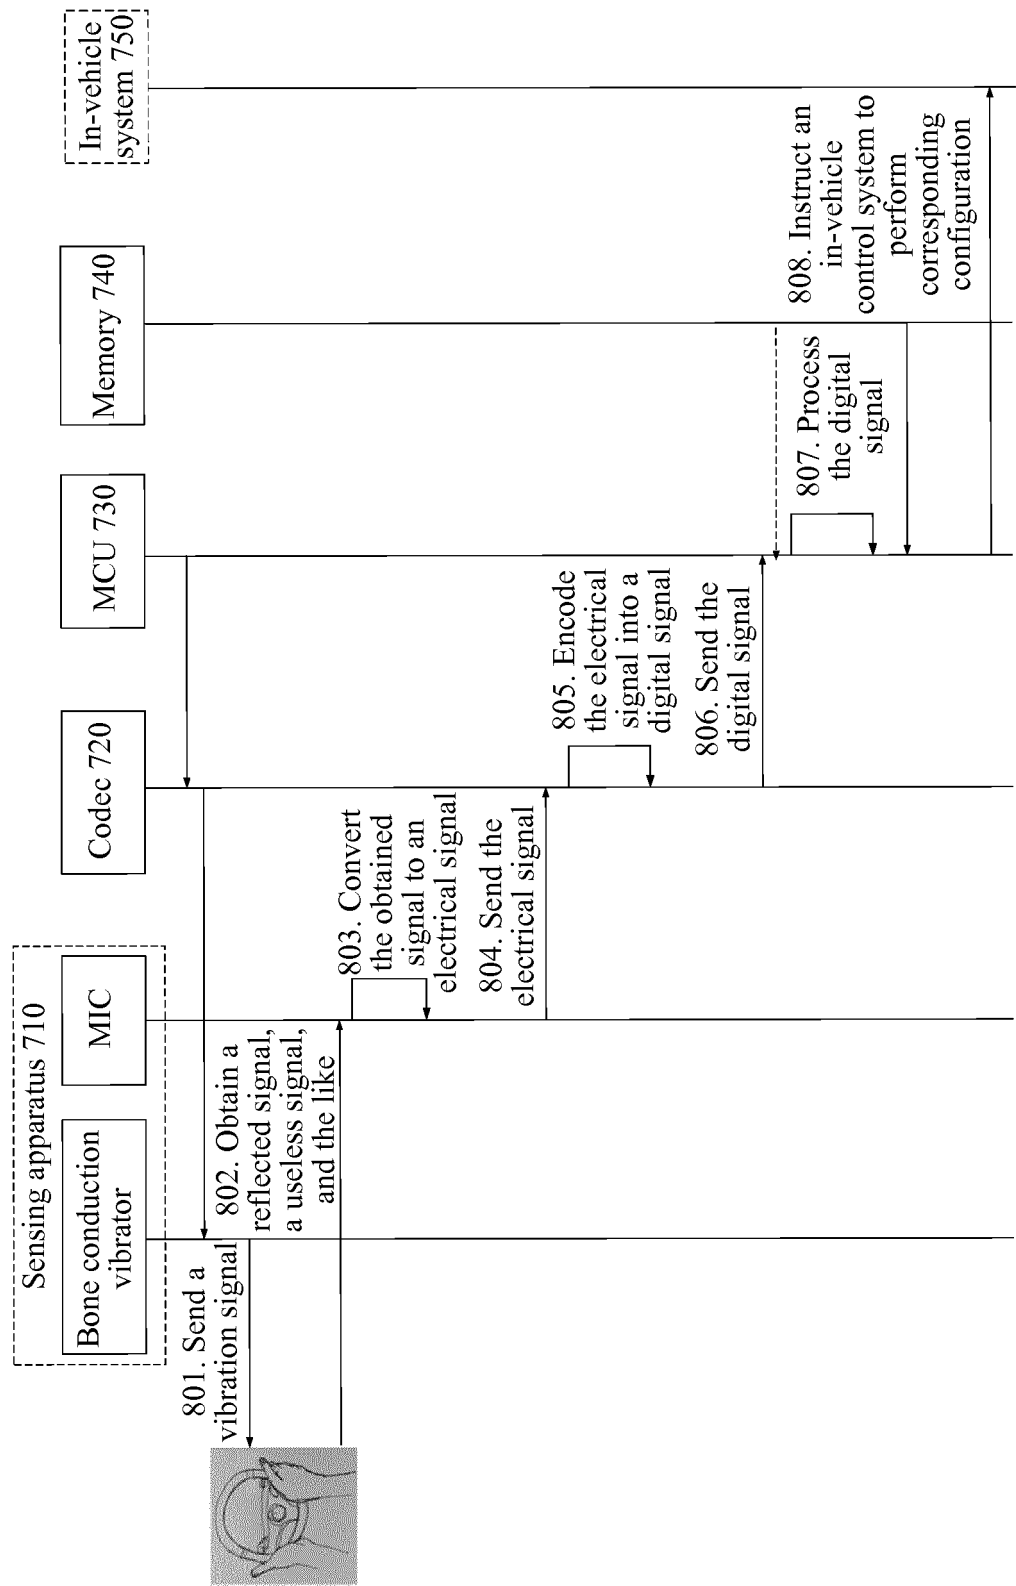 Sensing apparatus 710
Bone conduction
vibrator
MIC
Codec 720
MCU 730
Memory 740
In-vehicle
system 750
801. Send a
vibration signal
802. Obtain a
reflected signal,
a useless signal,
and the like
803. Convert
the obtained
signal to an
electrical signal
804. Send the
electrical signal
805. Encode
the electrical
signal into a
digital signal
806. Send the
digital signal
807. Process
the digital
signal
808. Instruct an
in-vehicle
control system to
perform
corresponding
configuration